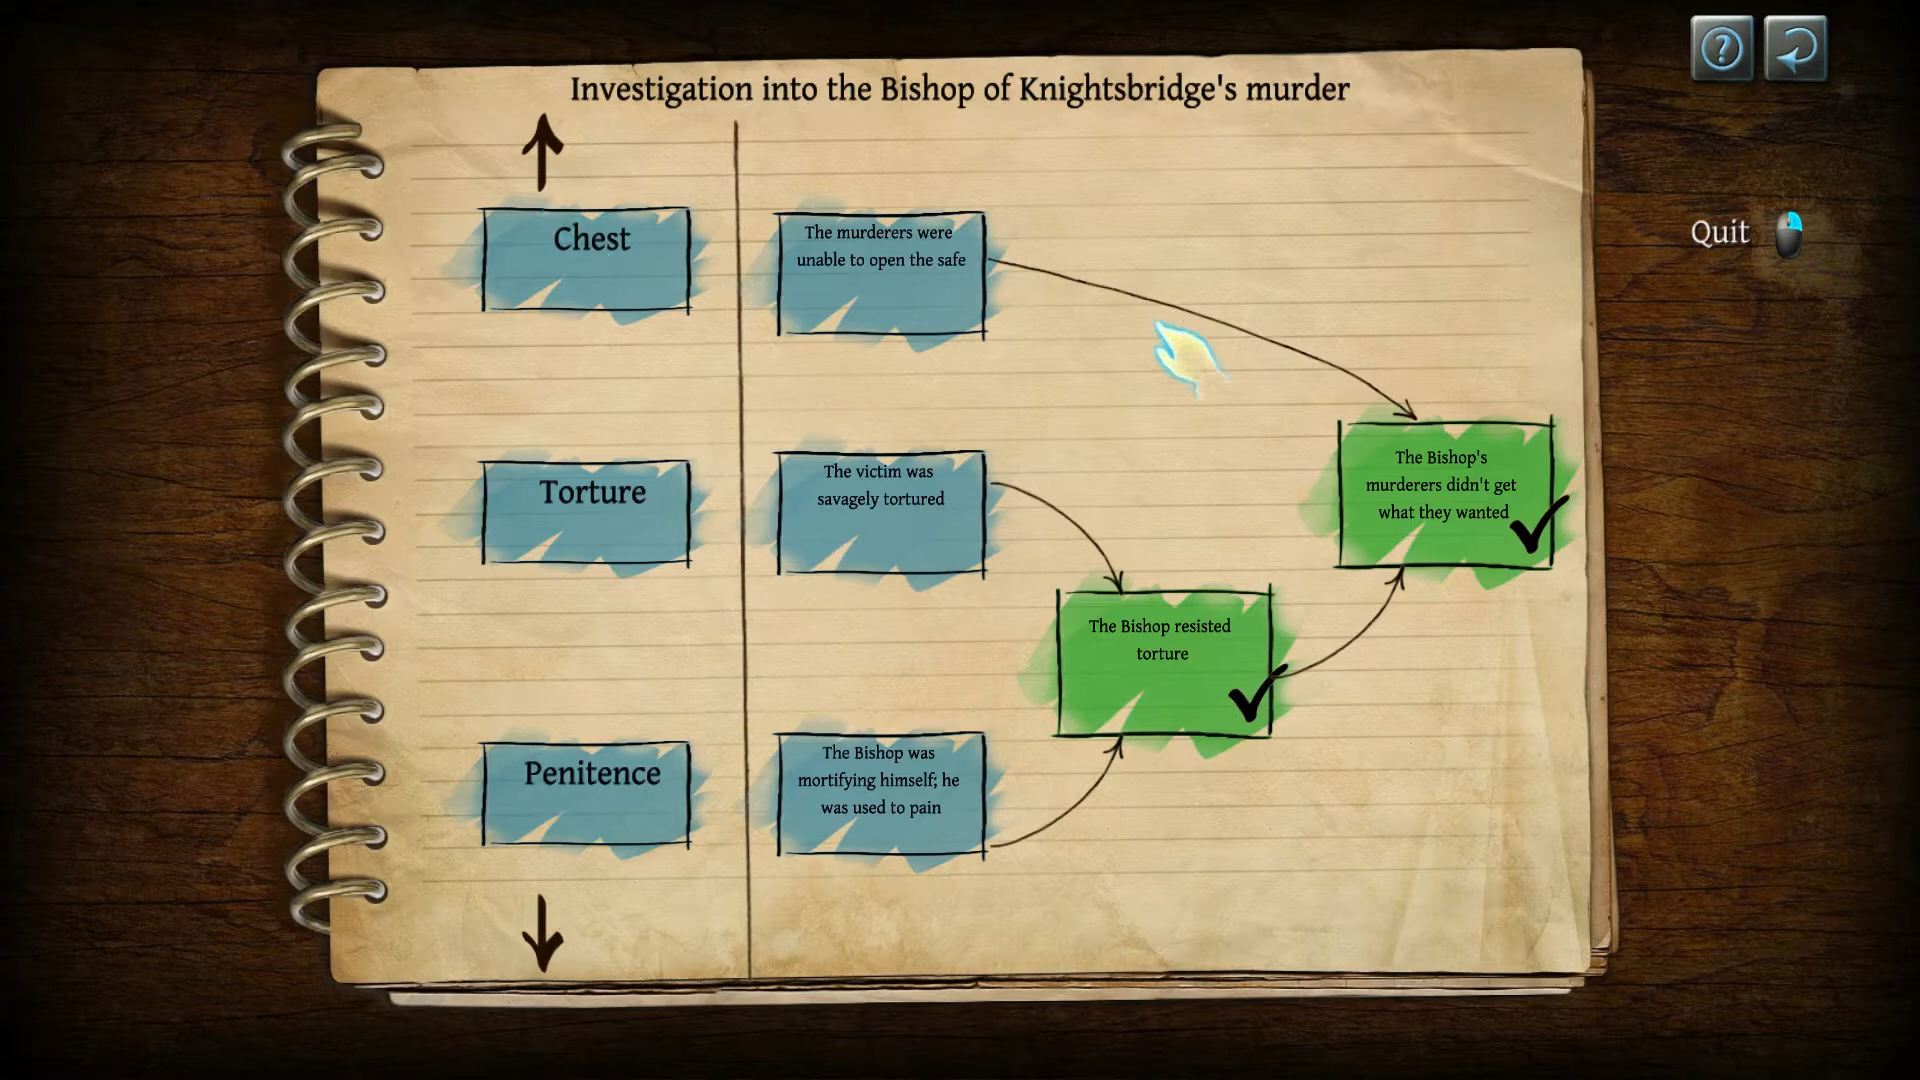 Investigation into the Bishop of Knightsbridge's murder
Quit
Chest
The murderers were
unable to open the safe
Torture
The victim was
savagely tortured
The Bishop's
murderers didn't get
what they wanted
The Bishop resisted
torture
Penitence
The Bishop was
mortifying himself; he
was used to pain